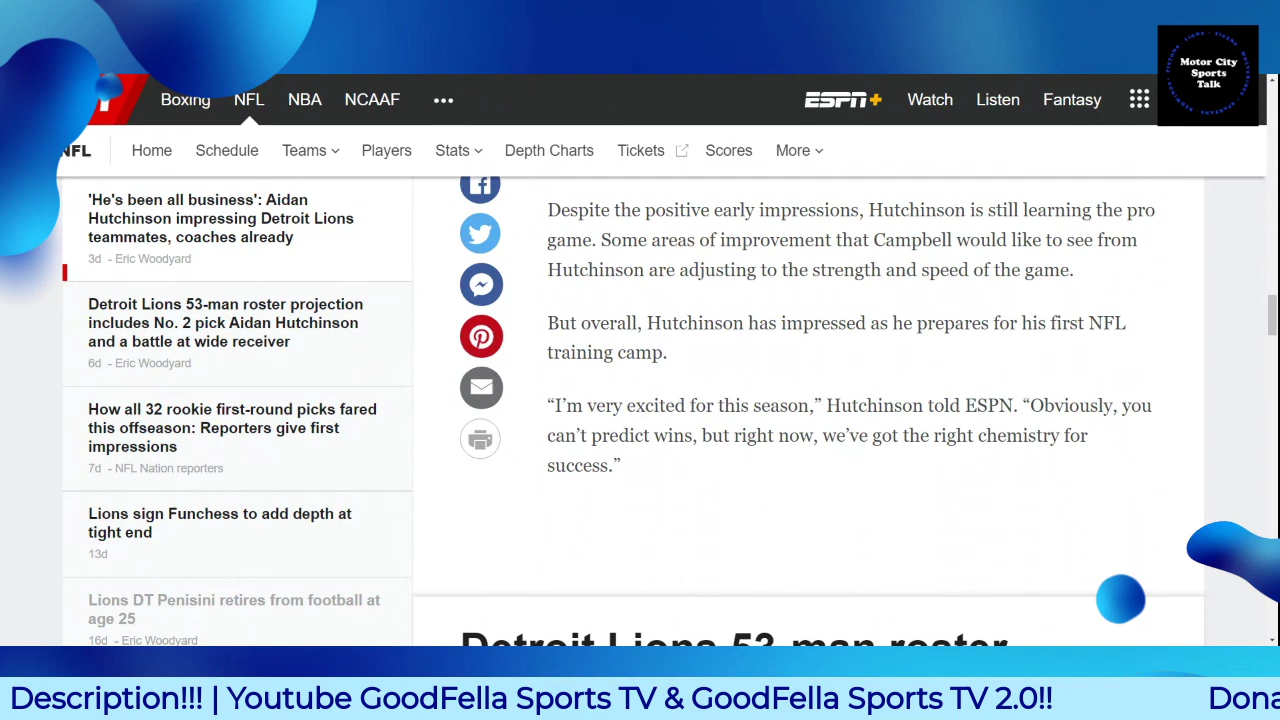 Motor City
Sports
Talk
Boxing NFL NBA NCAAF ••• ESPN+ Watch Listen Fantasy
NFL Home Schedule Teams Players Stats Depth Charts Tickets Scores More
'He's been all business': Aidan
Hutchinson impressing Detroit Lions
teammates, coaches already
3d - Eric Woodyard
Detroit Lions 53-man roster projection
includes No. 2 pick Aidan Hutchinson
and a battle at wide receiver
6d - Eric Woodyard
How all 32 rookie first-round picks fared
this offseason: Reporters give first
impressions
7d - NFL Nation reporters
Lions sign Funchess to add depth at
tight end
13d
Lions DT Penisini retires from football at
age 25
16d - Eric Woodyard
Despite the positive early impressions, Hutchinson is still learning the pro
game. Some areas of improvement that Campbell would like to see from
Hutchinson are adjusting to the strength and speed of the game.
But overall, Hutchinson has impressed as he prepares for his first NFL
training camp.
“I’m very excited for this season,” Hutchinson told ESPN. “Obviously, you
can’t predict wins, but right now, we’ve got the right chemistry for
success.”
Detroit Lions 53-man roster
Description!!! | Youtube GoodFella Sports TV & GoodFella Sports TV 2.0!! Dona